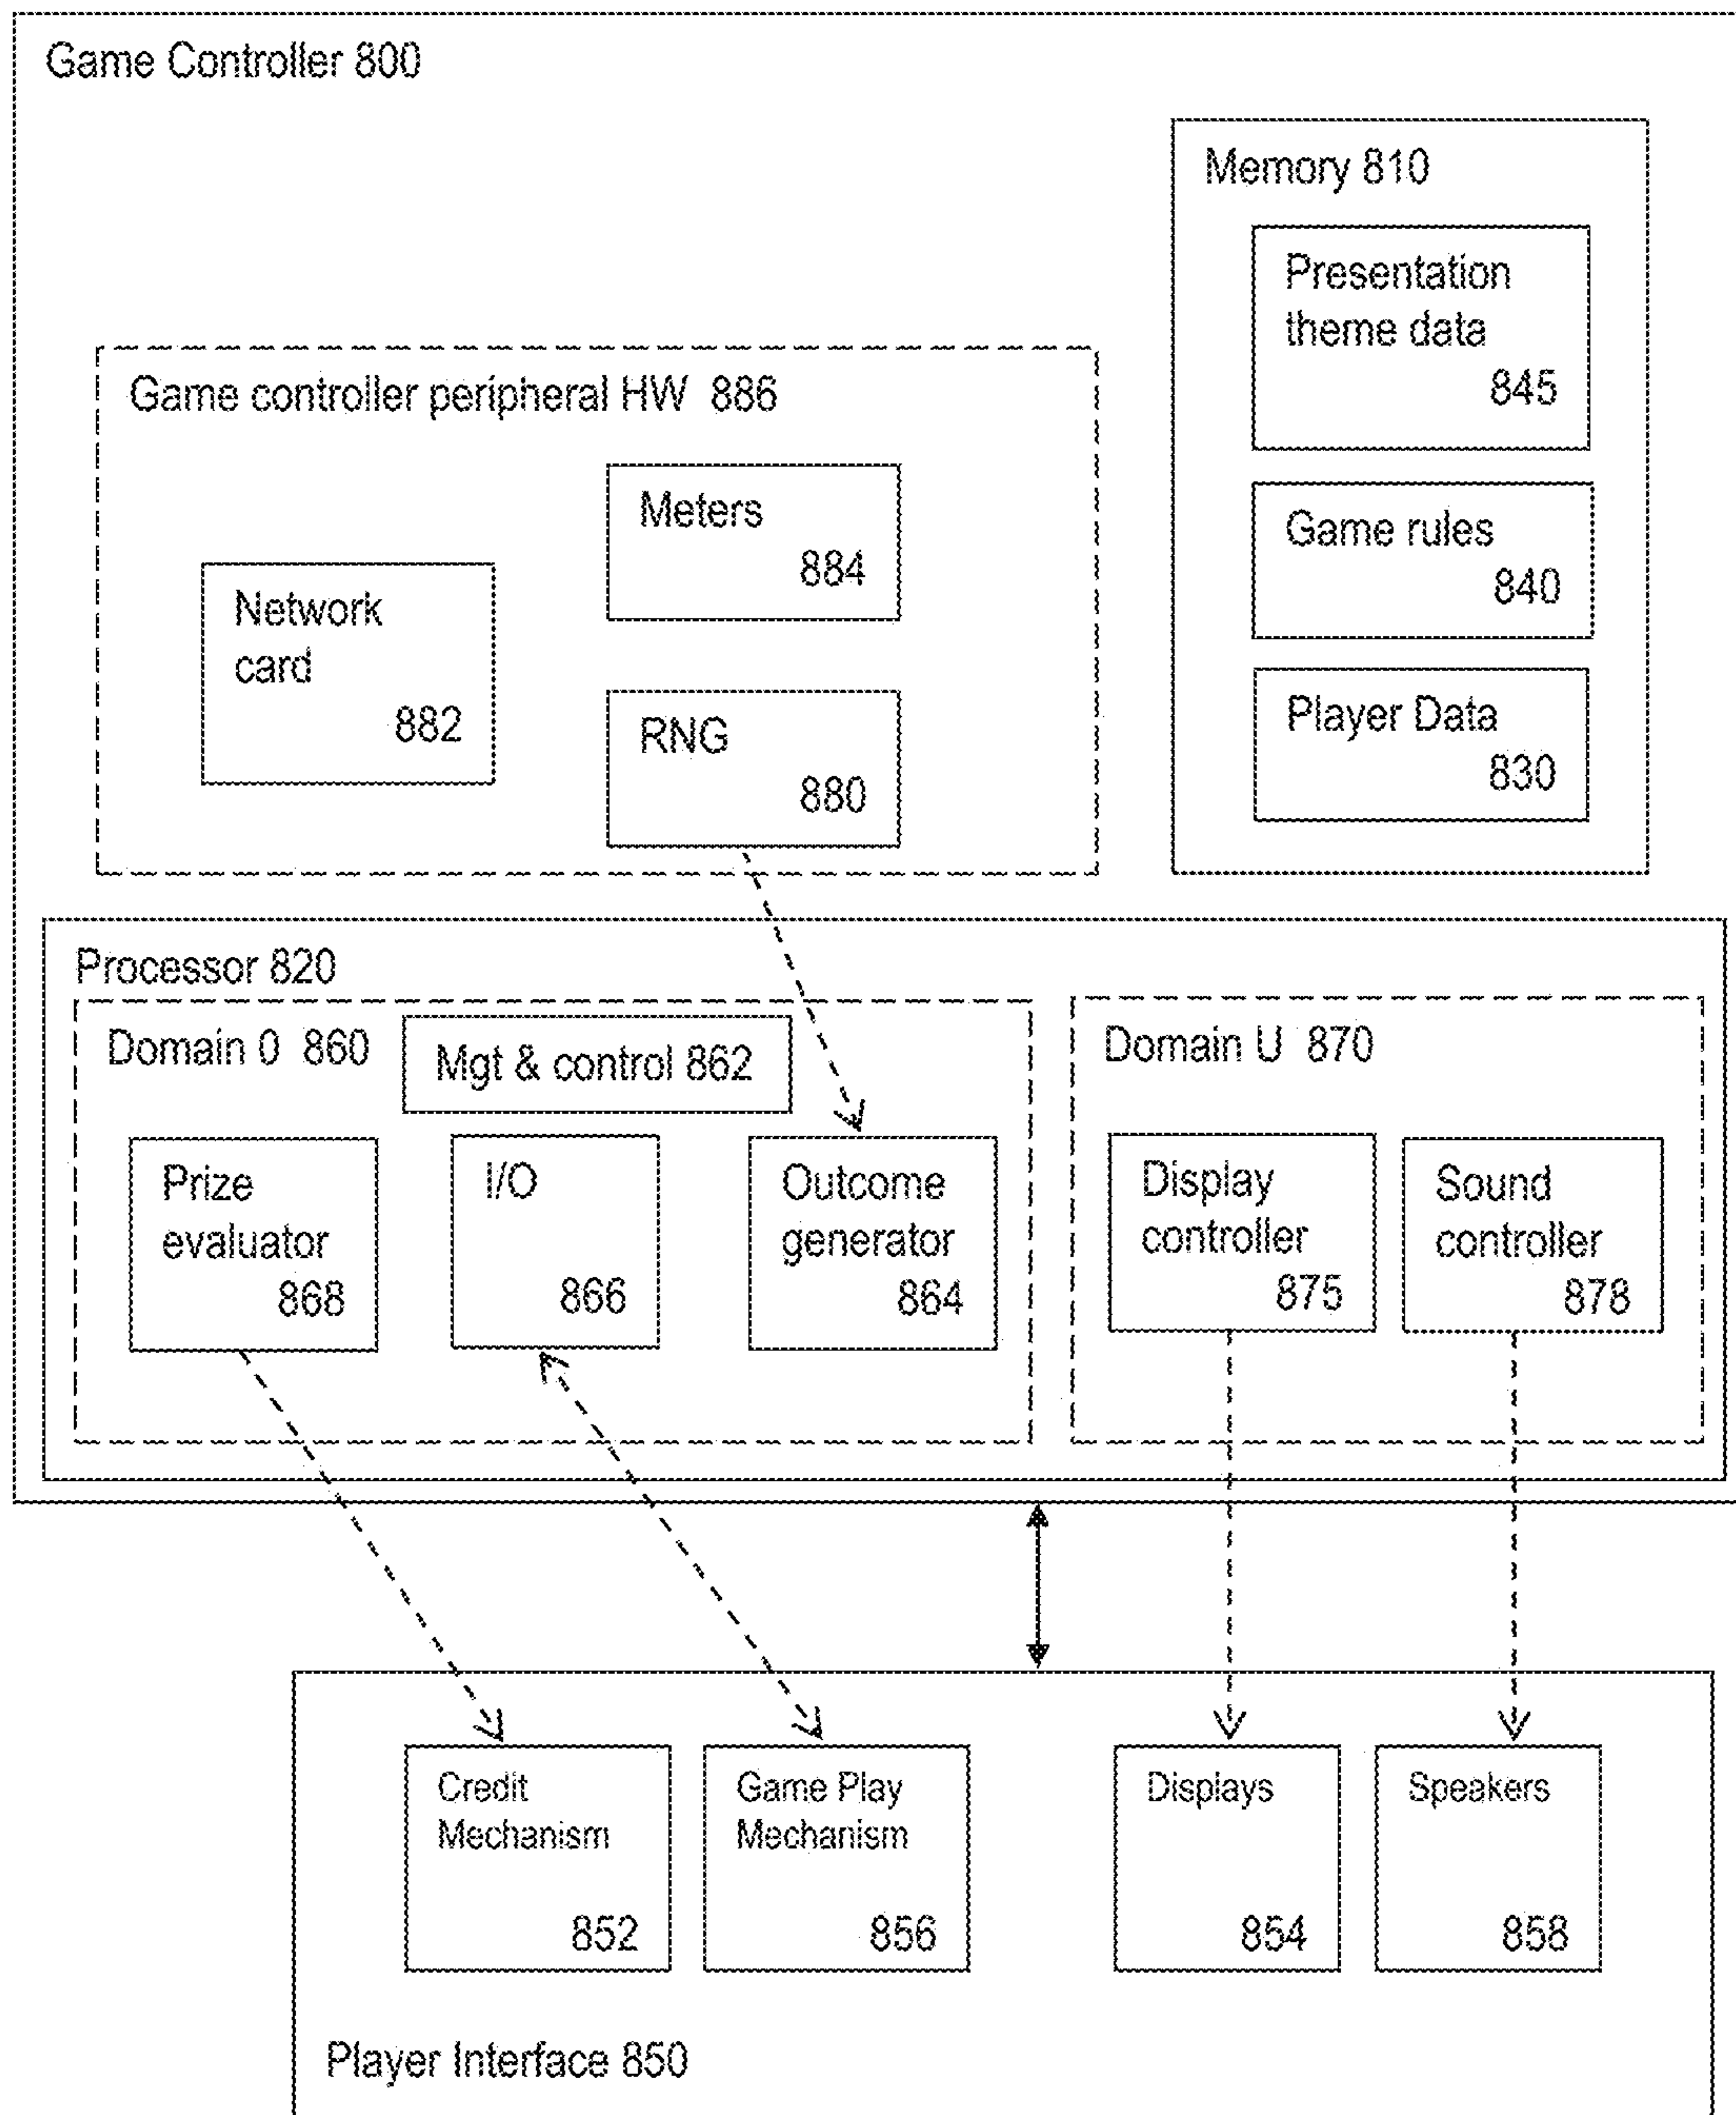 Game Controller 800
Memory 810
Presentation
theme data
845
Game rules
840
Player Data
830
Game controller peripheral HW 886
Meters
884
Network
card
882
RNG
880
Processor 820
Domain 0 860
Mgt & control 862
Prize
evaluator
868
I/O
866
Outcome
generator
864
Domain U 870
Display
controller
875
Sound
controller
878
Credit
Mechanism
852
Game Play
Mechanism
856
Displays
854
Speakers
858
Player Interface 850